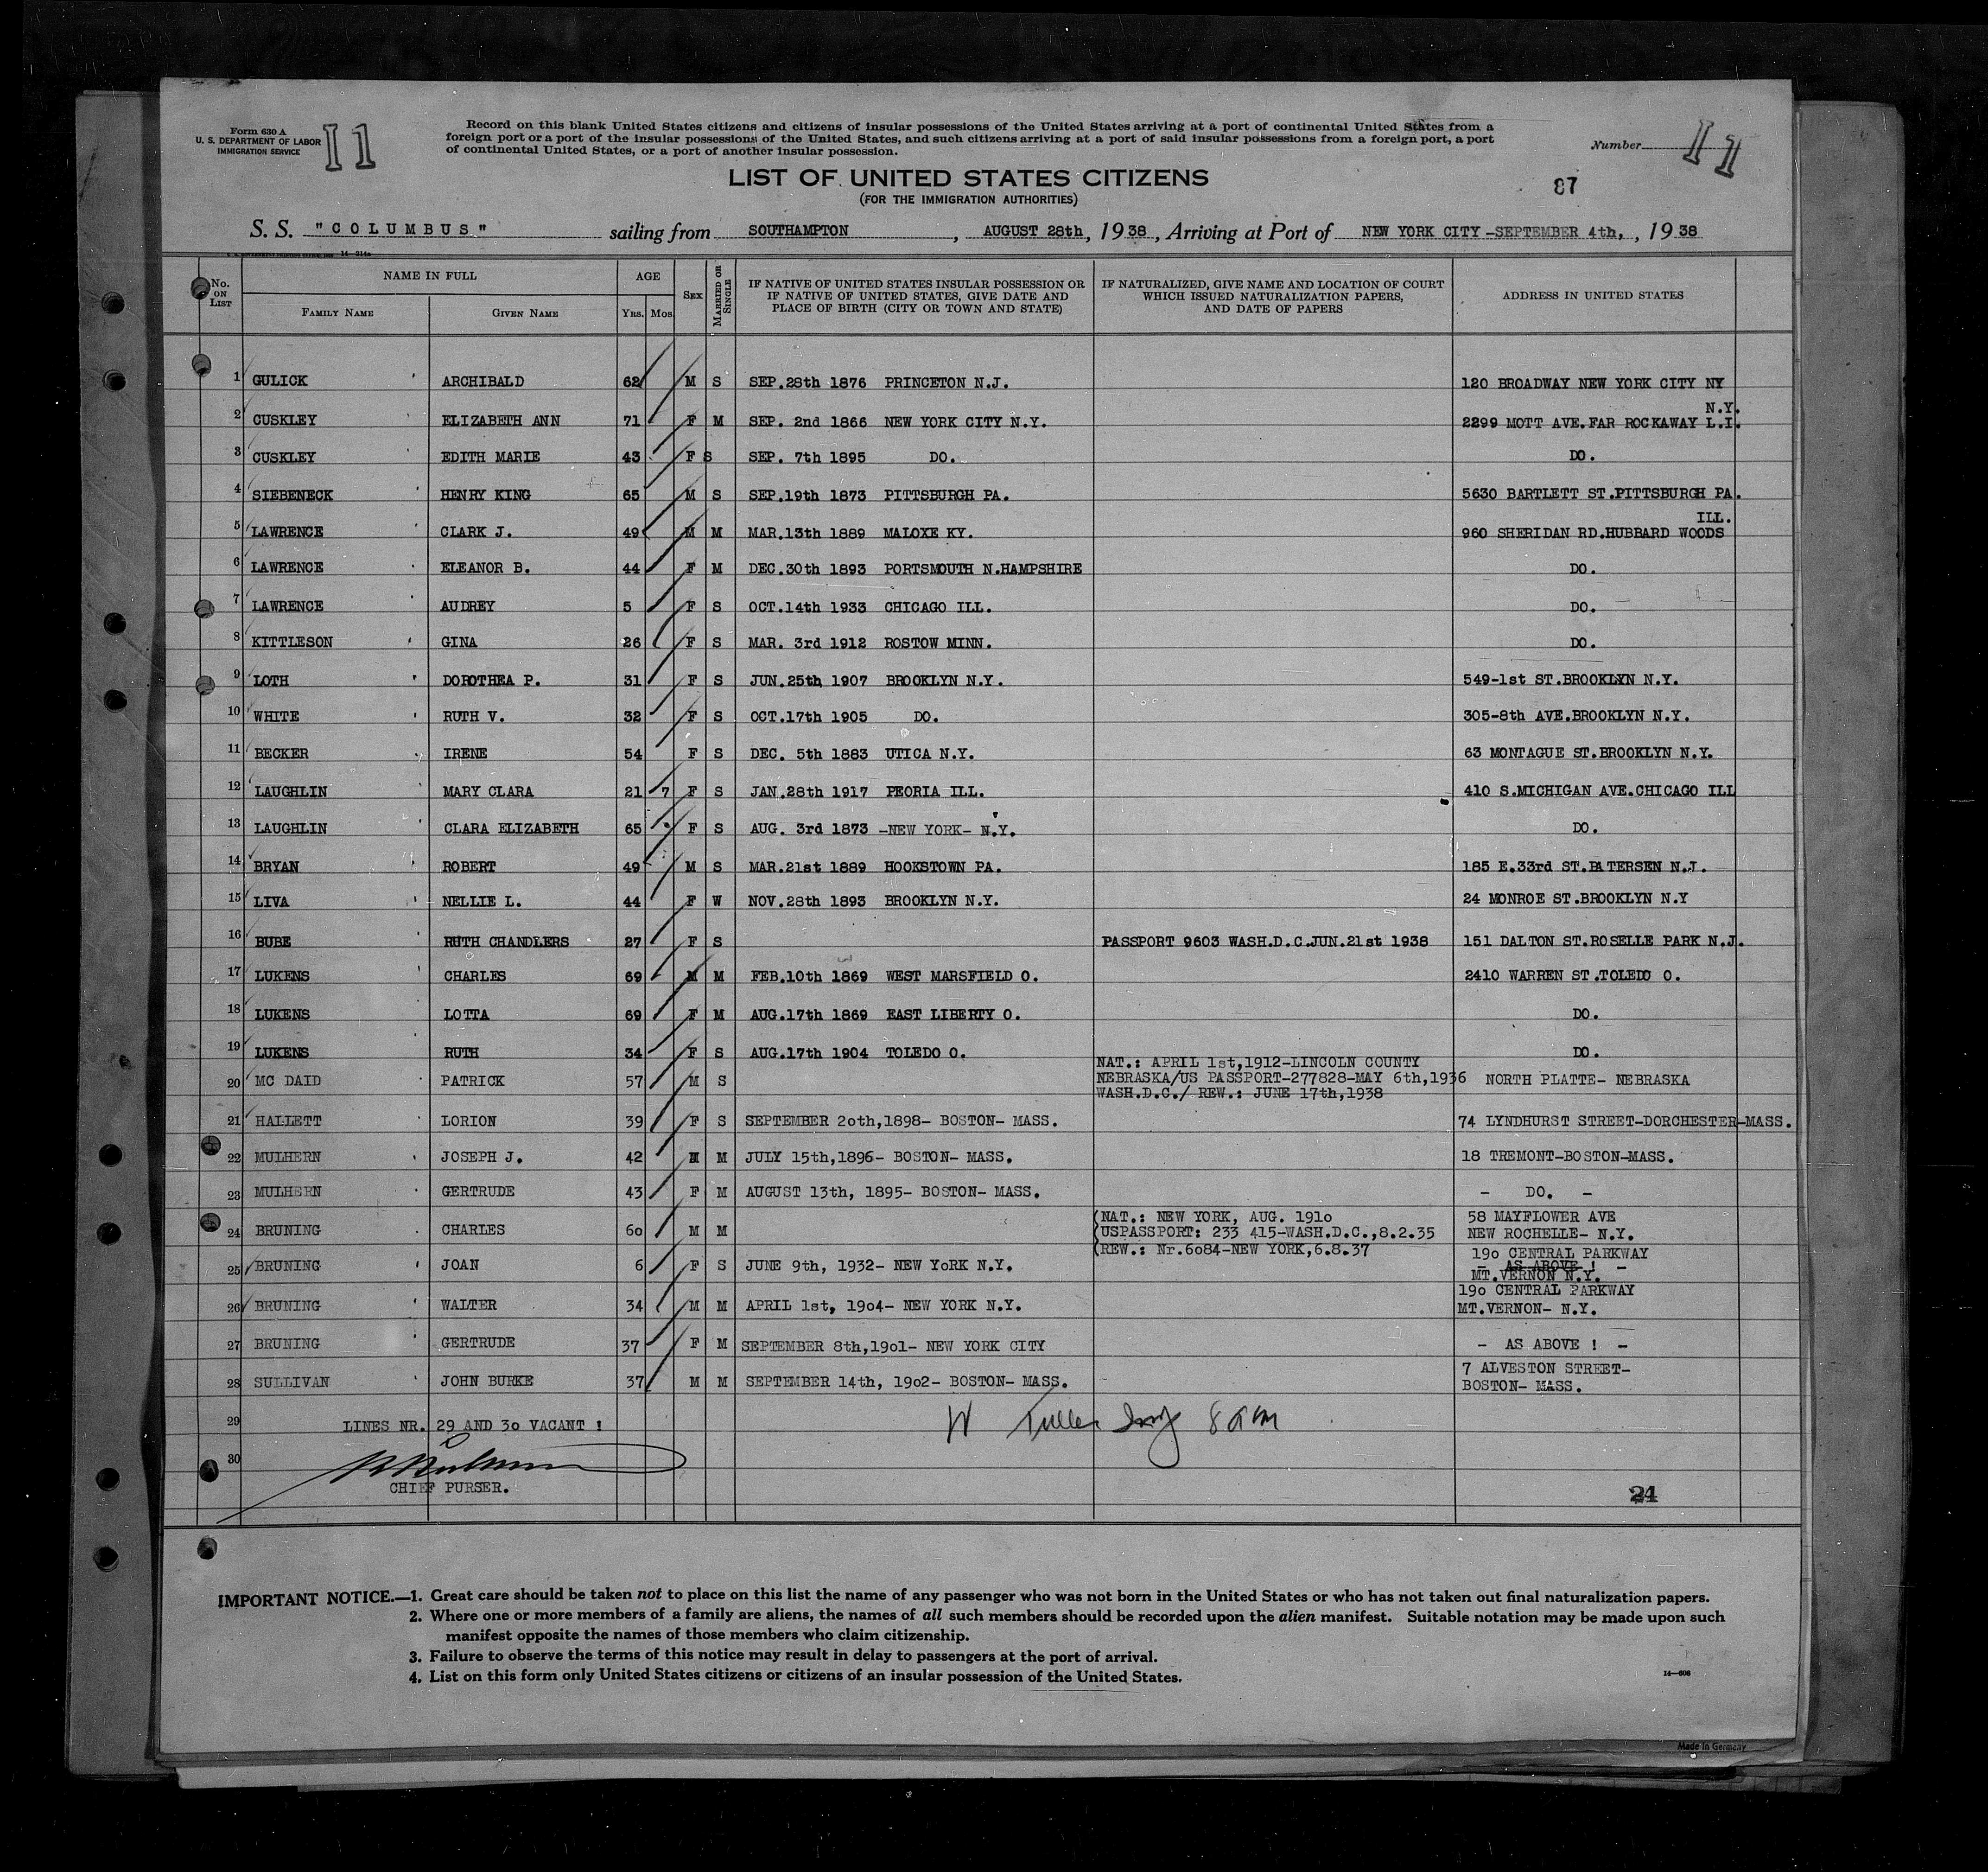 Form 630 A
U. S. DEPARTMENT OF LABOR
IMMIGRATION SERVICE
11
Record on this blank United States citizens and citizens of insular possessions of the United States arriving at a port of continental United States from a
foreign port or a port of the insular possessions of the United States, and such citizens arriving at a port of said insular possessions from a foreign port, a port
of continental United States, or a port of another insular possession.
Number 11
LIST OF UNITED STATES CITIZENS
(FOR THE IMMIGRATION AUTHORITIES)
87
S. S. "COLUMBUS" sailing from SOUTHAMPTON, AUGUST 28th, 1938, Arriving at Port of NEW YORK CITY-SEPTEMBER 4th,, 1938
No. ON LIST NAME IN FULL AGE SEX MARRIED OR SINGLE IF NATIVE OF UNITED STATES INSULAR POSSESSION OR IF NATIVE OF UNITED STATES, GIVE DATE AND PLACE OF BIRTH (CITY OR TOWN AND STATE) IF NATURALIZED, GIVE NAME AND LOCATION OF COURT WHICH ISSUED NATURALIZATION PAPERS, AND DATE OF PAPERS ADDRESS IN UNITED STATES
FAMILY NAME GIVEN NAME YRS. MOS.
1 GULICK ARCHIBALD 62 M S SEP.28th 1876 PRINCETON N.J. 120 BROADWAY NEW YORK CITY NY
N.Y.
2 CUSKLEY ELIZABETH ANN 71 F M SEP. 2nd 1866 NEW YORK CITY N.Y. 2299 MOTT AVE.FAR ROCKAWAY L.I.
3 CUSKLEY EDITH MARIE 43 F S SEP. 7th 1895 DO. DO.
4 SIEBENECK HENRY KING 65 M S SEP.19th 1873 PITTSBURGH PA. 5630 BARTLETT ST.PITTSBURGH PA.
ILL.
5 LAWRENCE CLARK J. 49 M M MAR.13th 1889 MALOXE KY. 960 SHERIDAN RD.HUBBARD WOODS
6 LAWRENCE ELEANOR B. 44 F M DEC.30th 1893 PORTSMOUTH N.HAMPSHIRE DO.
7 LAWRENCE AUDREY 5 F S OCT.14th 1933 CHICAGO ILL. DO.
8 KITTLESON GINA 26 F S MAR. 3rd 1912 ROSTOW MINN. DO.
9 LOTH DOROTHEA P. 31 F S JUN.25th 1907 BROOKLYN N.Y. 549-1st ST.BROOKLYN N.Y.
10 WHITE RUTH V. 32 F S OCT.17th 1905 DO. 305-8th AVE.BROOKLYN N.Y.
11 BECKER IRENE 54 F S DEC. 5th 1883 UTICA N.Y. 63 MONTAGUE ST.BROOKLYN N.Y.
12 LAUGHLIN MARY CLARA 21 7 F S JAN.28th 1917 PEORIA ILL. 410 S.MICHIGAN AVE.CHICAGO ILL
13 LAUGHLIN CLARA ELIZABETH 65 F S AUG. 3rd 1873 -NEW YORK- N.Y. DO.
14 BRYAN ROBERT 49 M S MAR.21st 1889 HOOKSTOWN PA. 185 E.33rd ST.PATERSEN N.J.
15 LIVA NELLIE L. 44 F W NOV.28th 1893 BROOKLYN N.Y. 24 MONROE ST.BROOKLYN N.Y
16 BUBE RUTH CHANDLERS 27 F S PASSPORT 9603 WASH.D.C.JUN.21st 1938 151 DALTON ST.ROSELLE PARK N.J.
17 LUKENS CHARLES 69 M M FEB.10th 1869 WEST MARSFIELD O. 2410 WARREN ST.TOLEDO O.
18 LUKENS LOTTA 69 F M AUG.17th 1869 EAST LIBERTY O. DO.
19 LUKENS RUTH 34 F S AUG.17th 1904 TOLEDO O. DO.
NAT.: APRIL 1st,1912-LINCOLN COUNTY
20 MC DAID PATRICK 57 M S NEBRASKA/US PASSPORT-277828-MAY 6th,1936 NORTH PLATTE- NEBRASKA
WASH.D.C./ REW.: JUNE 17th,1938
21 HALLETT LORION 39 F S SEPTEMBER 2oth,1898- BOSTON- MASS. 74 LYNDHURST STREET-DORCHESTER-MASS.
22 MULHERN JOSEPH J. 42 M M JULY 15th,1896- BOSTON- MASS. 18 TREMONT-BOSTON-MASS.
23 MULHERN GERTRUDE 43 F M AUGUST 13th, 1895- BOSTON- MASS. - DO. -
(NAT.: NEW YORK, AUG. 191o 58 MAYFLOWER AVE
24 BRUNING CHARLES 6o M M (USPASSPORT: 233 415-WASH.D.C.,8.2.35 NEW ROCHELLE- N.Y.
(REW.: Nr.6o84-NEW YORK,6.8.37 19o CENTRAL PARKWAY
25 BRUNING JOAN 6 F S JUNE 9th, 1932- NEW YoRK N.Y. - AS ABOVE ! -
MT.VERNON N.Y.
19o CENTRAL PARKWAY
26 BRUNING WALTER 34 M M APRIL 1st, 19o4- NEW YORK N.Y. MT.VERNON- N.Y.
27 BRUNING GERTRUDE 37 F M SEPTEMBER 8th,19o1- NEW YORK CITY - AS ABOVE ! -
7 ALVESTON STREET-
28 SULLIVAN JOHN BURKE 37 M M SEPTEMBER 14th, 19o2- BOSTON- MASS. BOSTON- MASS.
29 LINES NR. 29 AND 3o VACANT !
30
CHIEF PURSER.
24
IMPORTANT NOTICE.—1. Great care should be taken not to place on this list the name of any passenger who was not born in the United States or who has not taken out final naturalization papers.
2. Where one or more members of a family are aliens, the names of all such members should be recorded upon the alien manifest. Suitable notation may be made upon such
manifest opposite the names of those members who claim citizenship.
3. Failure to observe the terms of this notice may result in delay to passengers at the port of arrival.
4. List on this form only United States citizens or citizens of an insular possession of the United States.
14—608
Made in Germany